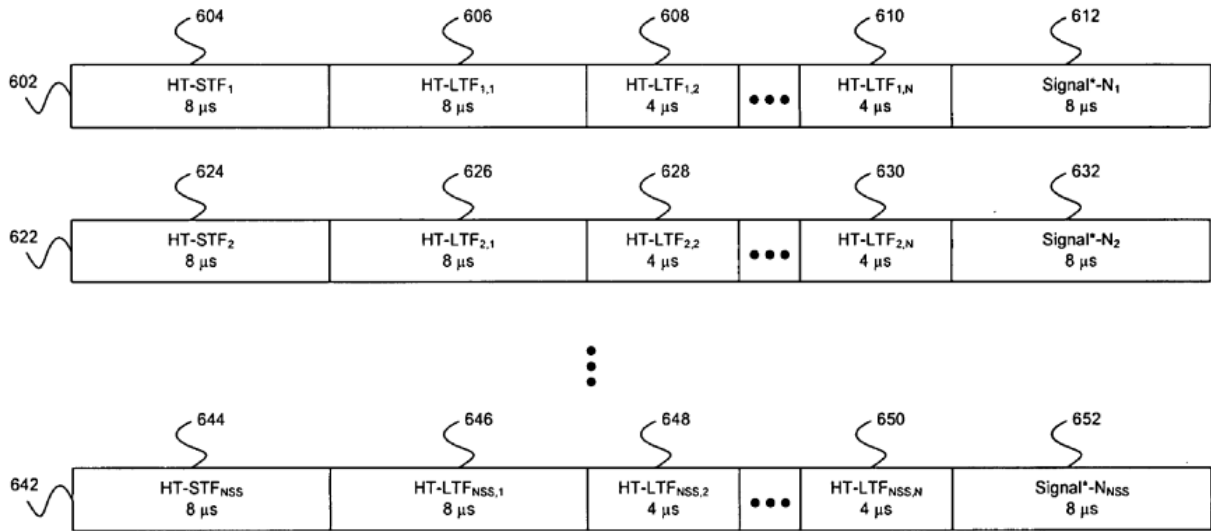 604 606 608 610 612
602
HT-STF₁ HT-LTF₁,₁ HT-LTF₁,₂ HT-LTF₁,N Signal*-N₁
8 μs 8 μs 4 μs ••• 4 μs 8 μs
624 626 628 630 632
622
HT-STF₂ HT-LTF₂,₁ HT-LTF₂,₂ HT-LTF₂,N Signal*-N₂
8 μs 8 μs 4 μs ••• 4 μs 8 μs
644 646 648 650 652
642
HT-STFNSS HT-LTFNSS,1 HT-LTFNSS,2 HT-LTFNSS,N Signal*-NNSS
8 μs 8 μs 4 μs ••• 4 μs 8 μs